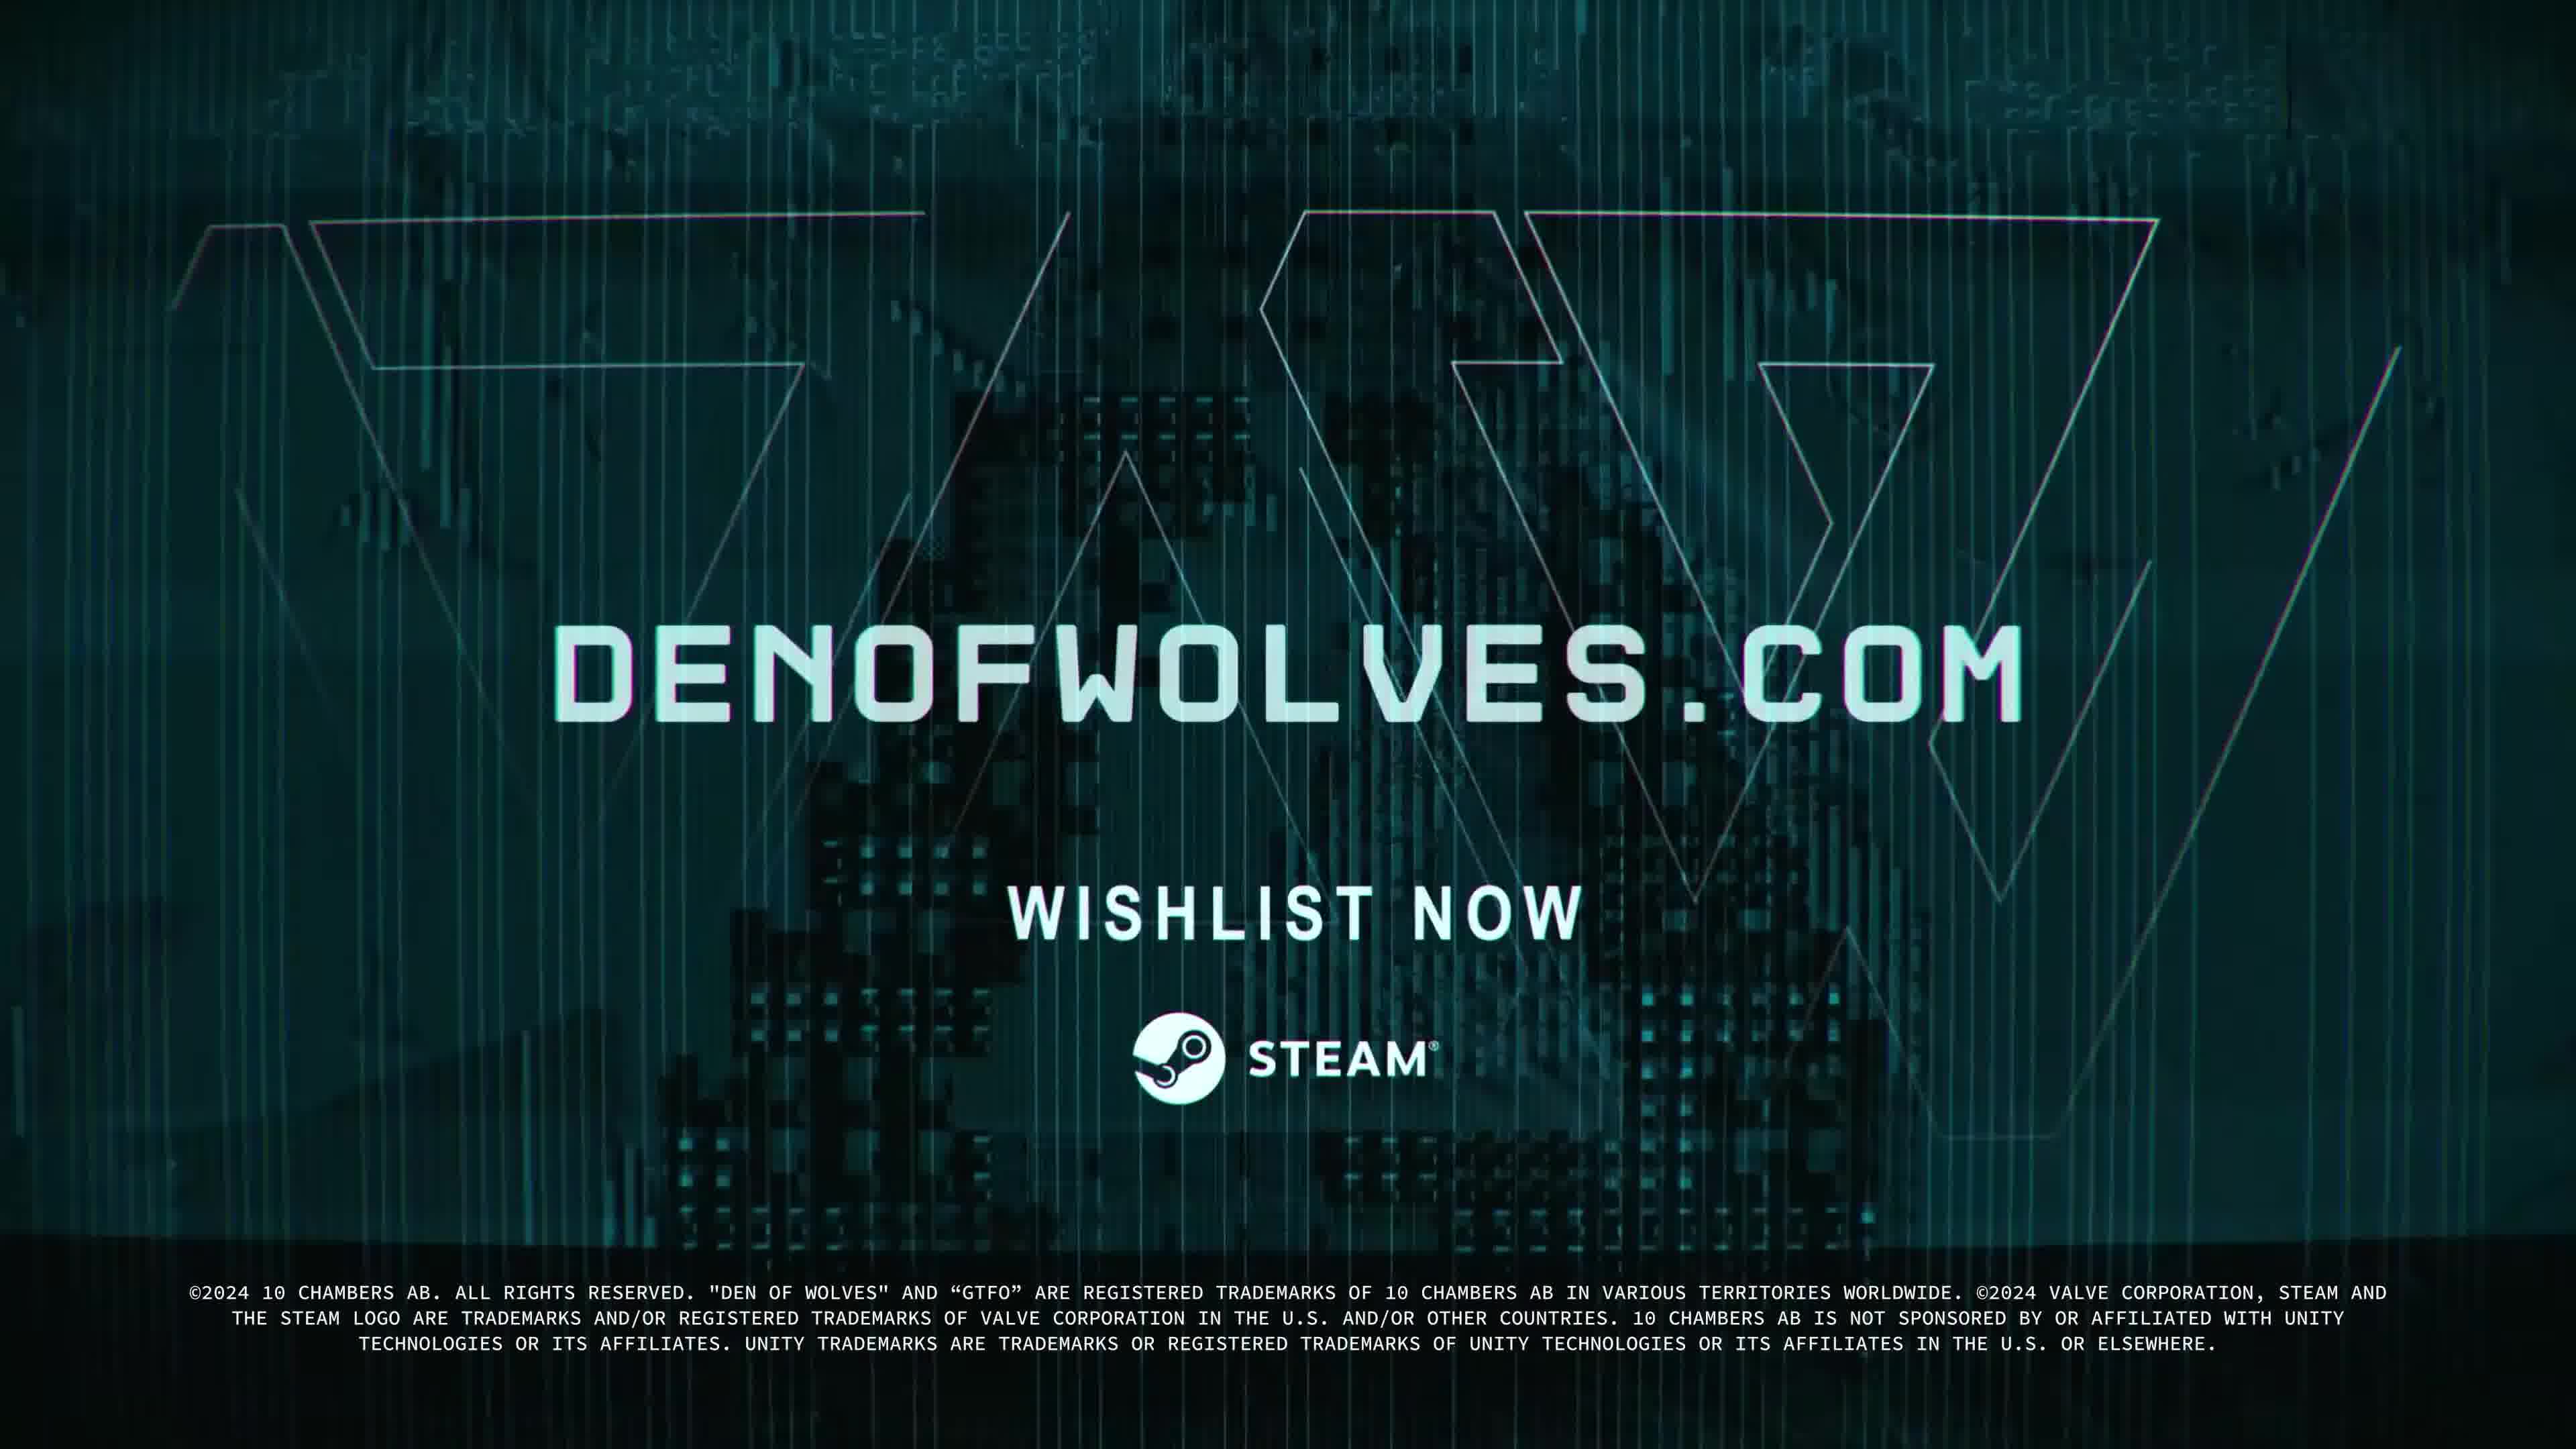 DENOFWOLVES.COM
WISHLIST NOW
STEAM®
©2024 10 CHAMBERS AB. ALL RIGHTS RESERVED. "DEN OF WOLVES" AND “GTFO” ARE REGISTERED TRADEMARKS OF 10 CHAMBERS AB IN VARIOUS TERRITORIES WORLDWIDE. ©2024 VALVE CORPORATION, STEAM AND
THE STEAM LOGO ARE TRADEMARKS AND/OR REGISTERED TRADEMARKS OF VALVE CORPORATION IN THE U.S. AND/OR OTHER COUNTRIES. 10 CHAMBERS AB IS NOT SPONSORED BY OR AFFILIATED WITH UNITY
TECHNOLOGIES OR ITS AFFILIATES. UNITY TRADEMARKS ARE TRADEMARKS OR REGISTERED TRADEMARKS OF UNITY TECHNOLOGIES OR ITS AFFILIATES IN THE U.S. OR ELSEWHERE.